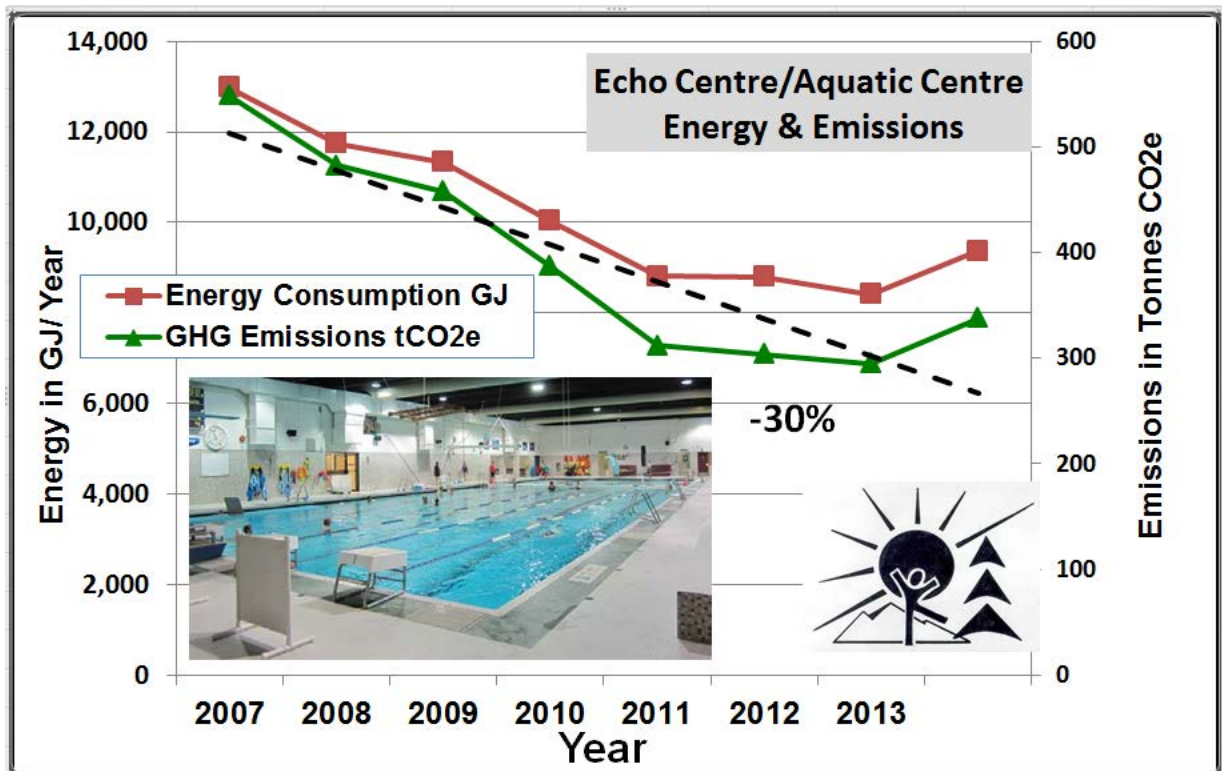 14,000
12,000
10,000
6,000
4,000
2,000
0
Energy in GJ/ Year
Echo Centre/Aquatic Centre
Energy & Emissions
600
500
400
300
200
100
0
Emissions in Tonnes CO2e
Energy Consumption GJ
GHG Emissions tCO2e
-30%
2007 2008 2009 2010 2011 2012 2013
Year